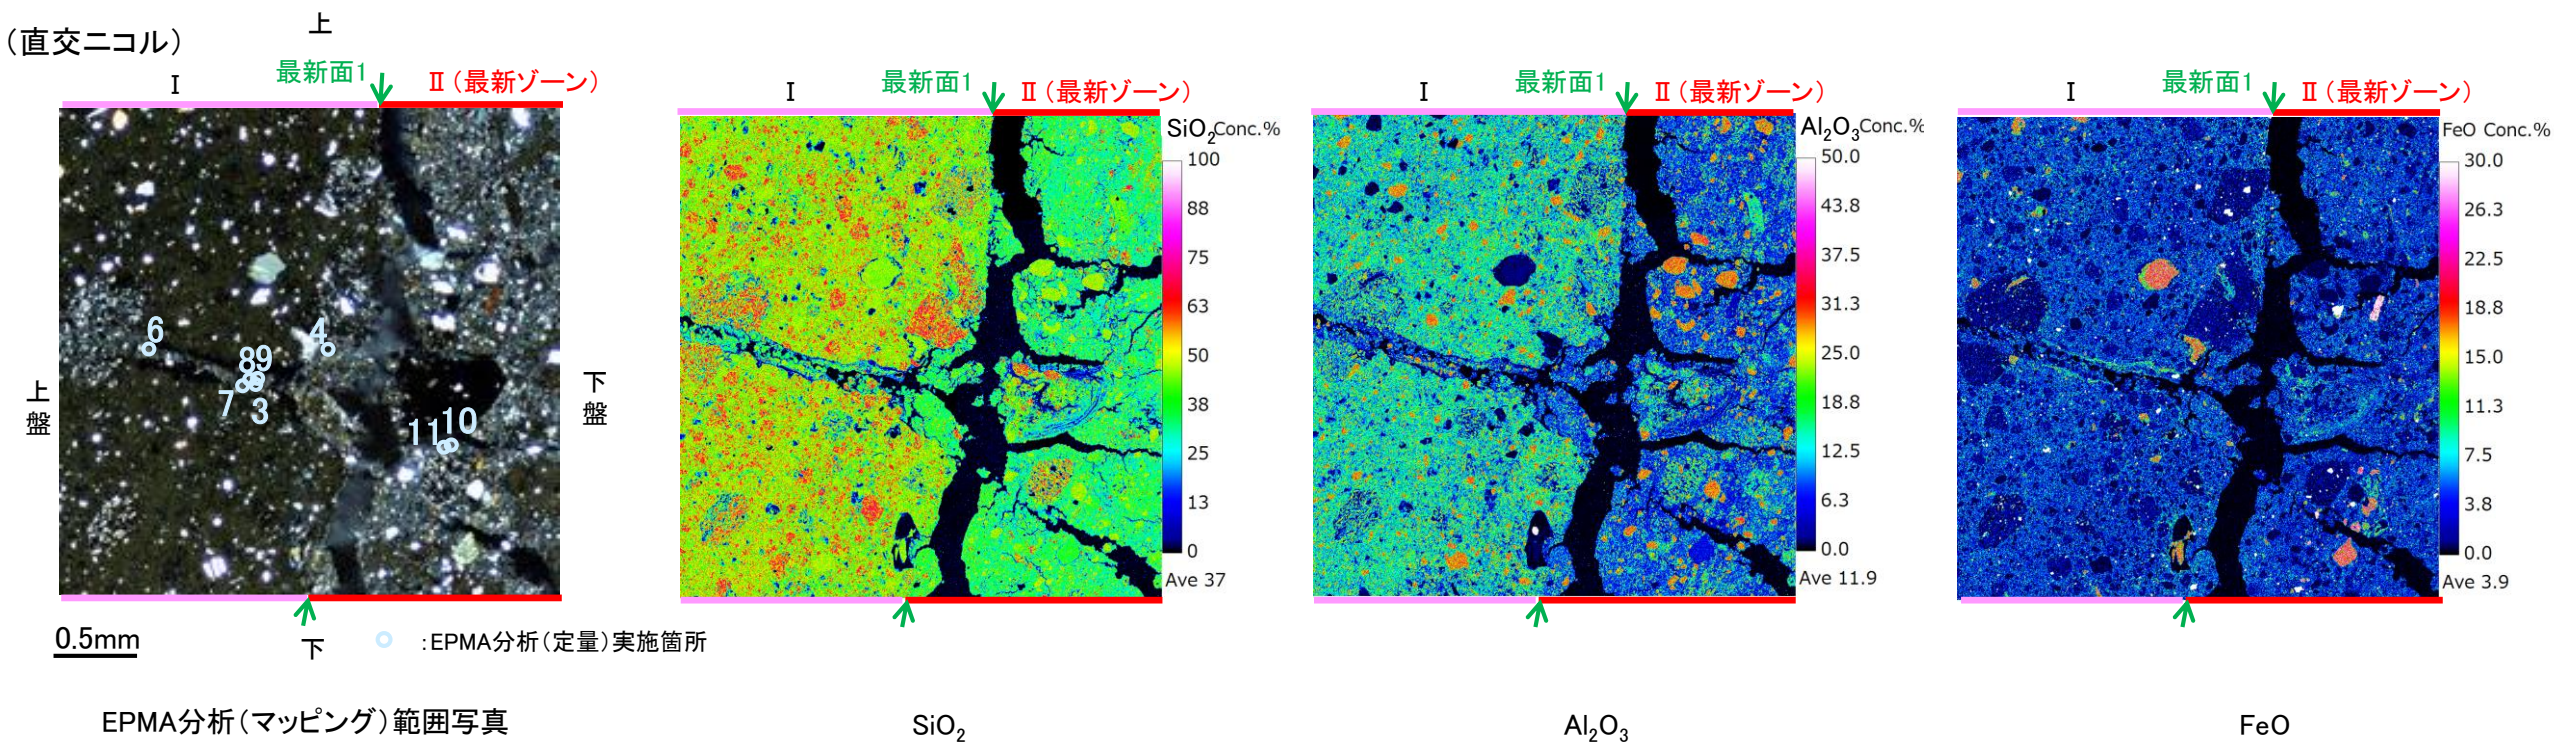 (直交ニコル)
上
I
最新面1
Ⅱ(最新ゾーン)
上盤
下盤
6
4
89
7
3
11
10
0.5mm
下
:EPMA分析(定量)実施箇所
EPMA分析(マッピング)範囲写真
I
最新面1
Ⅱ(最新ゾーン)
SiO₂ Conc.%
100
88
75
63
50
38
25
13
0
Ave 37
SiO₂
I
最新面1
Ⅱ(最新ゾーン)
Al₂O₃ Conc.%
50.0
43.8
37.5
31.3
25.0
18.8
12.5
6.3
0.0
Ave 11.9
Al₂O₃
I
最新面1
Ⅱ(最新ゾーン)
FeO Conc.%
30.0
26.3
22.5
18.8
15.0
11.3
7.5
3.8
0.0
Ave 3.9
FeO